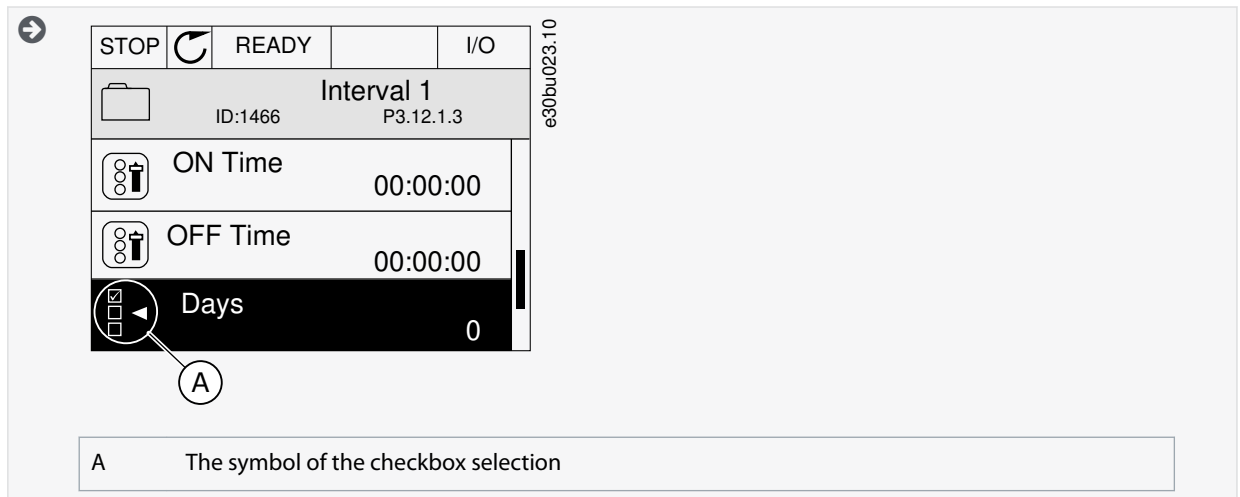 STOP READY I/O
Interval 1
ID:1466 P3.12.1.3
ON Time
00:00:00
OFF Time
00:00:00
Days
0
A
e30bu023.10
A The symbol of the checkbox selection